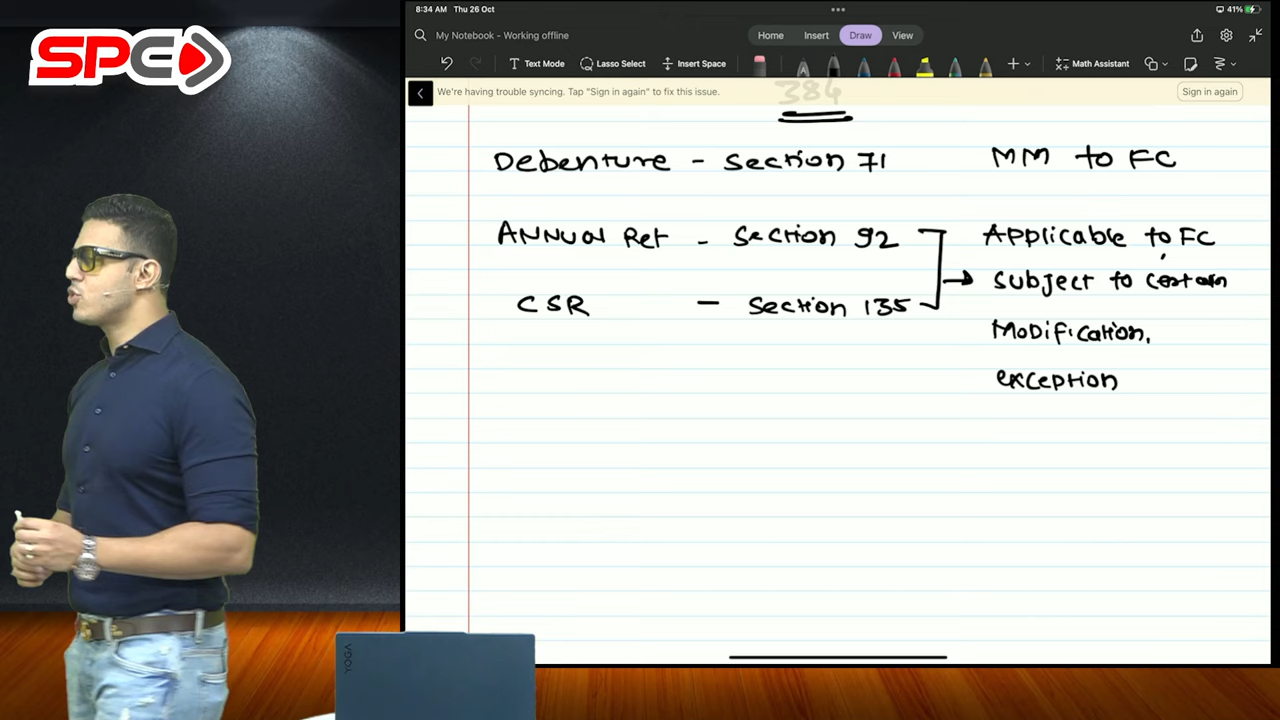 SPED
8:34 AM Thu 26 Oct
41%
My Notebook - Working offline
Home Insert Draw View
Text Mode Lasso Select Insert Space Math Assistant
We're having trouble syncing. Tap "Sign in again" to fix this issue.
Sign in again
384
Debenture - Section 71 MM to FC
Annual Ret - Section 92 Applicable to FC
Subject to certain
CSR - Section 135
Modification,
exception
YOGA